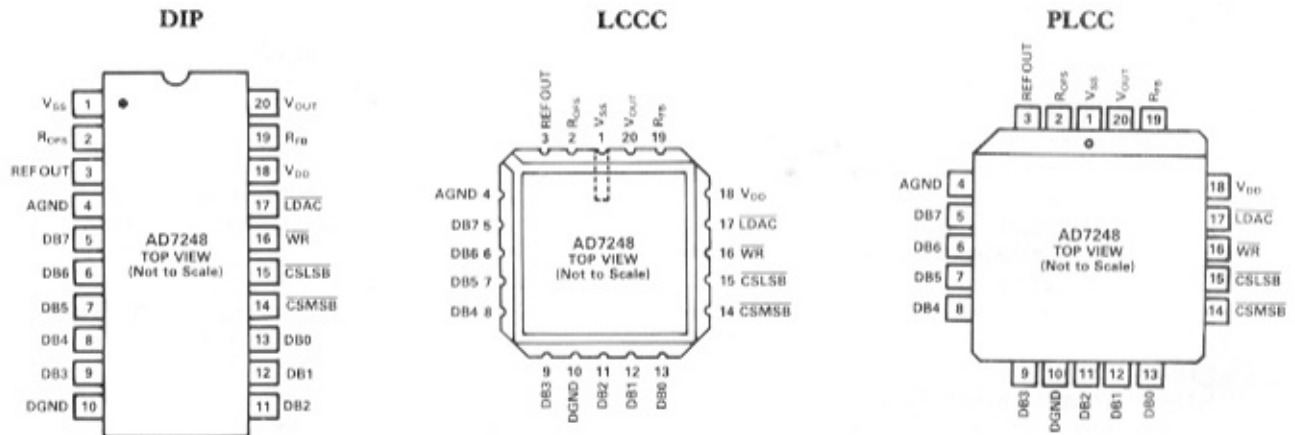 DIP
AD7248
TOP VIEW
(Not to Scale)
VSS 1
ROFS 2
REF OUT 3
AGND 4
DB7 5
DB6 6
DB5 7
DB4 8
DB3 9
DGND 10
20 VOUT
19 RFB
18 VDD
17 LDAC
16 WR
15 CSLSB
14 CSMSB
13 DB0
12 DB1
11 DB2
LCCC
3 REF OUT
2 ROFS
1 VSS
20 VOUT
19 RFB
AGND 4
DB7 5
DB6 6
DB5 7
DB4 8
AD7248
TOP VIEW
(Not to Scale)
18 VDD
17 LDAC
16 WR
15 CSLSB
14 CSMSB
9 DB3
10 DGND
11 DB2
12 DB1
13 DB0
PLCC
REF OUT 3
ROFS 2
VSS 1
VOUT 20
RFB 19
AGND 4
DB7 5
DB6 6
DB5 7
DB4 8
AD7248
TOP VIEW
(Not to Scale)
18 VDD
17 LDAC
16 WR
15 CSLSB
14 CSMSB
9 DB3
10 DGND
11 DB2
12 DB1
13 DB0